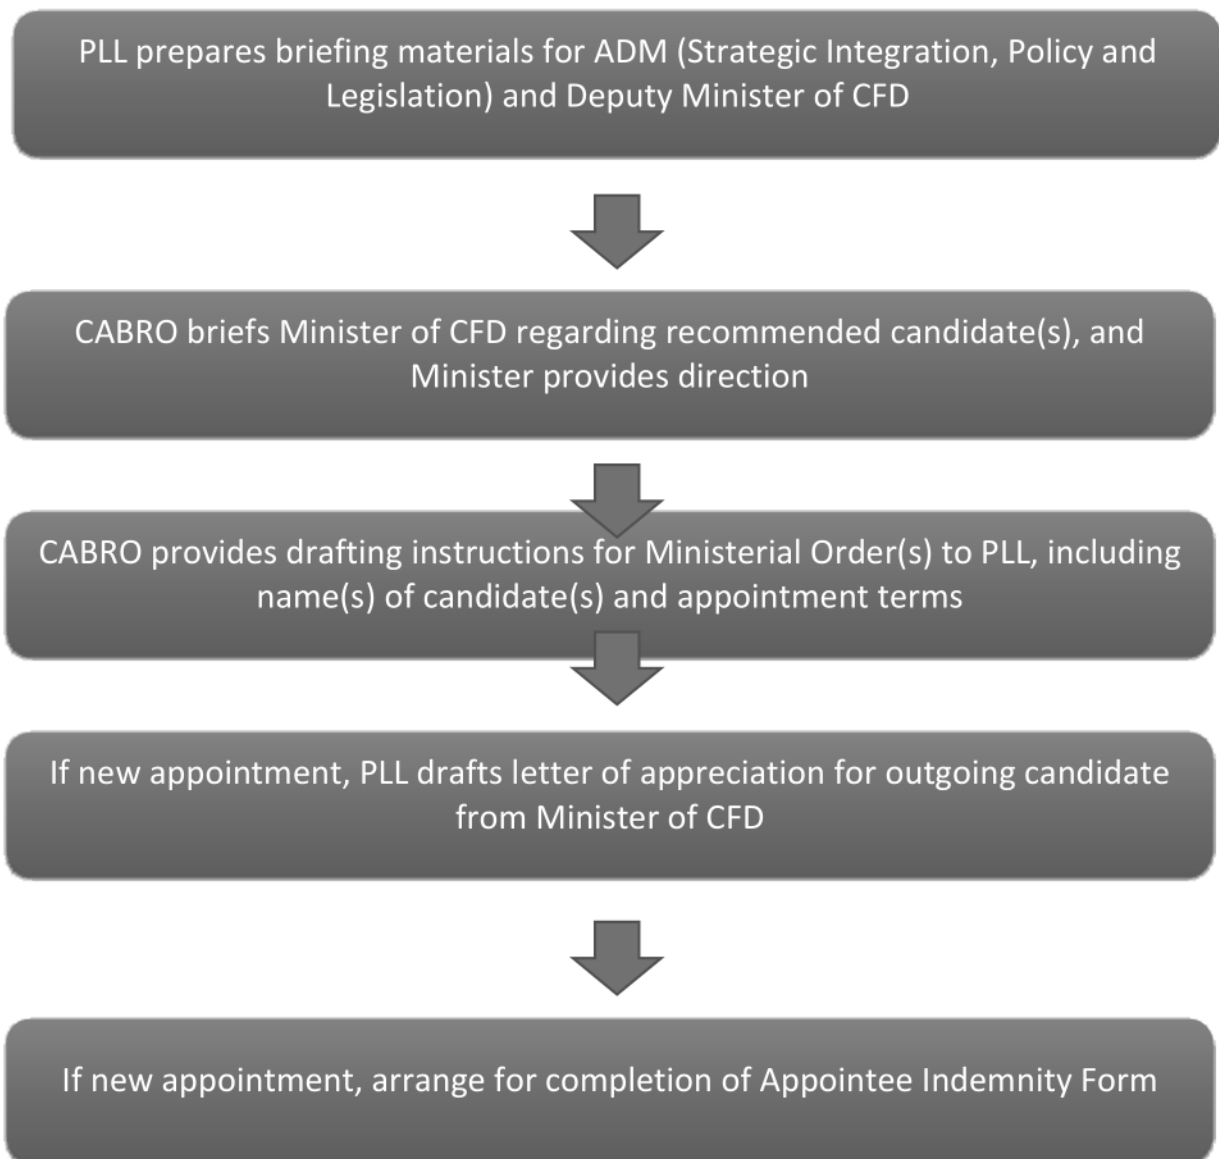 PLL prepares briefing materials for ADM (Strategic Integration, Policy and
Legislation) and Deputy Minister of CFD
CABRO briefs Minister of CFD regarding recommended candidate(s), and
Minister provides direction
CABRO provides drafting instructions for Ministerial Order(s) to PLL, including
name(s) of candidate(s) and appointment terms
If new appointment, PLL drafts letter of appreciation for outgoing candidate
from Minister of CFD
If new appointment, arrange for completion of Appointee Indemnity Form